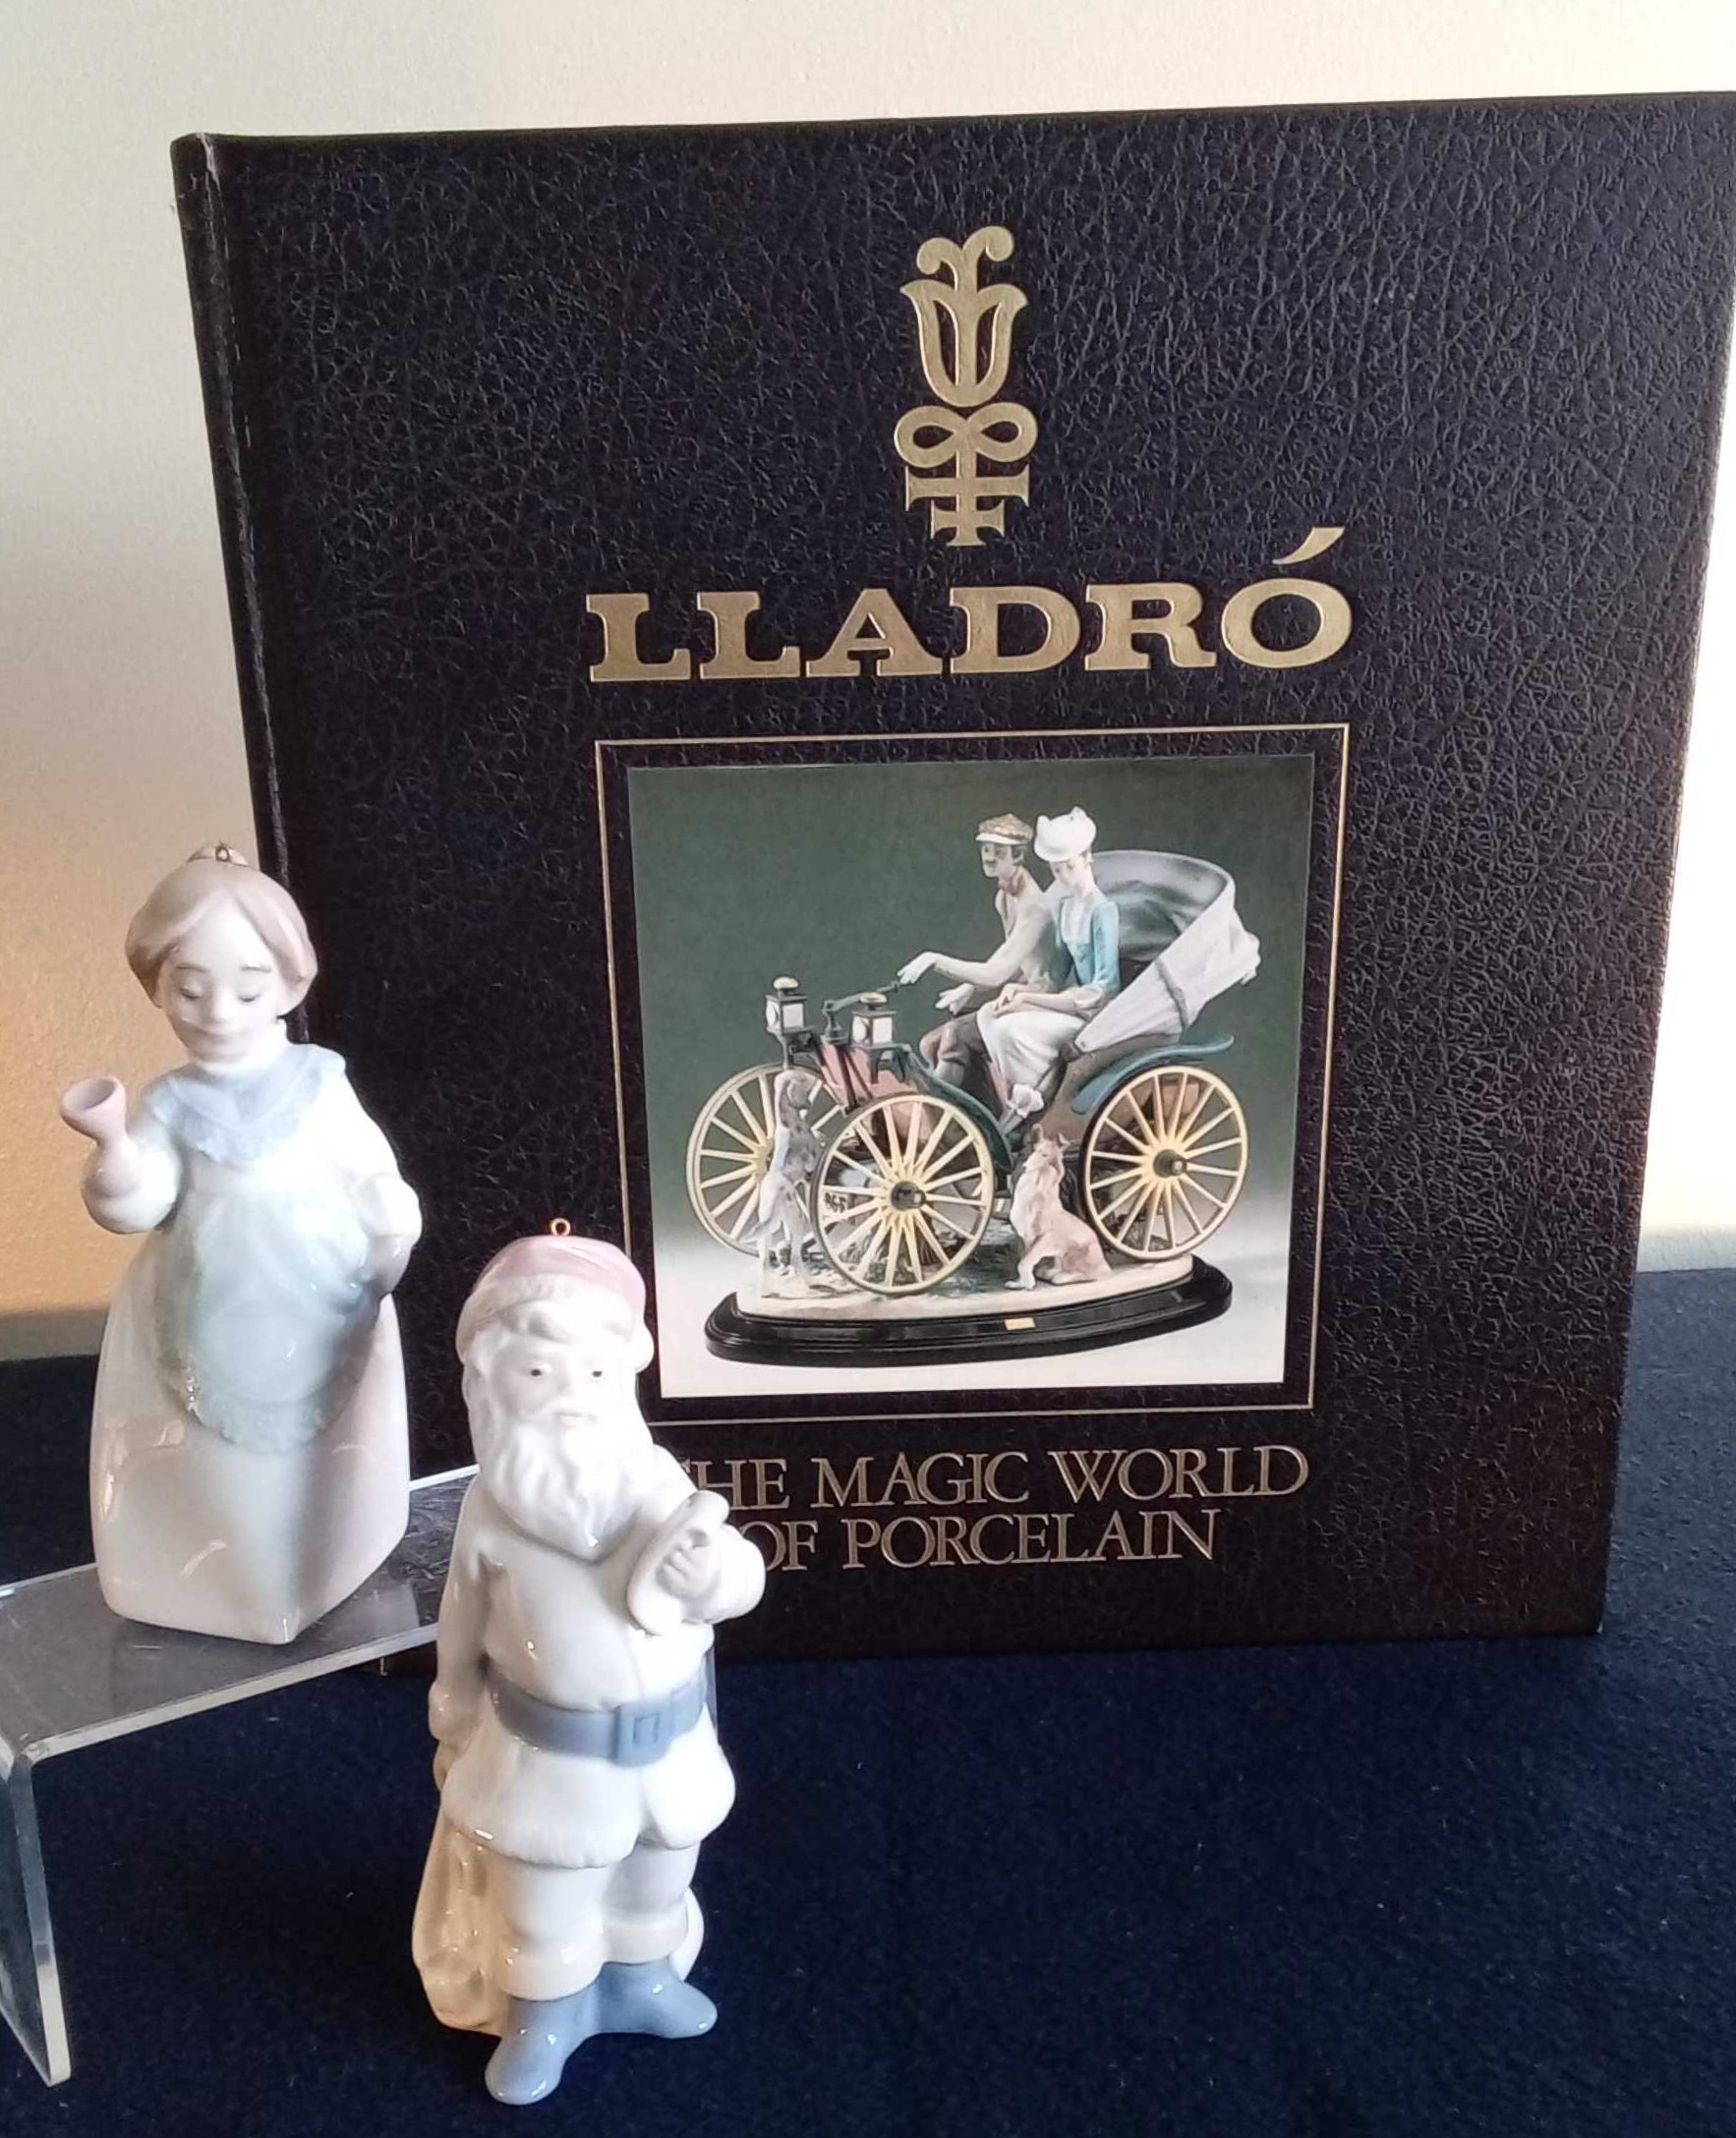 LLADRÓ
THE MAGIC WORLD
OF PORCELAIN